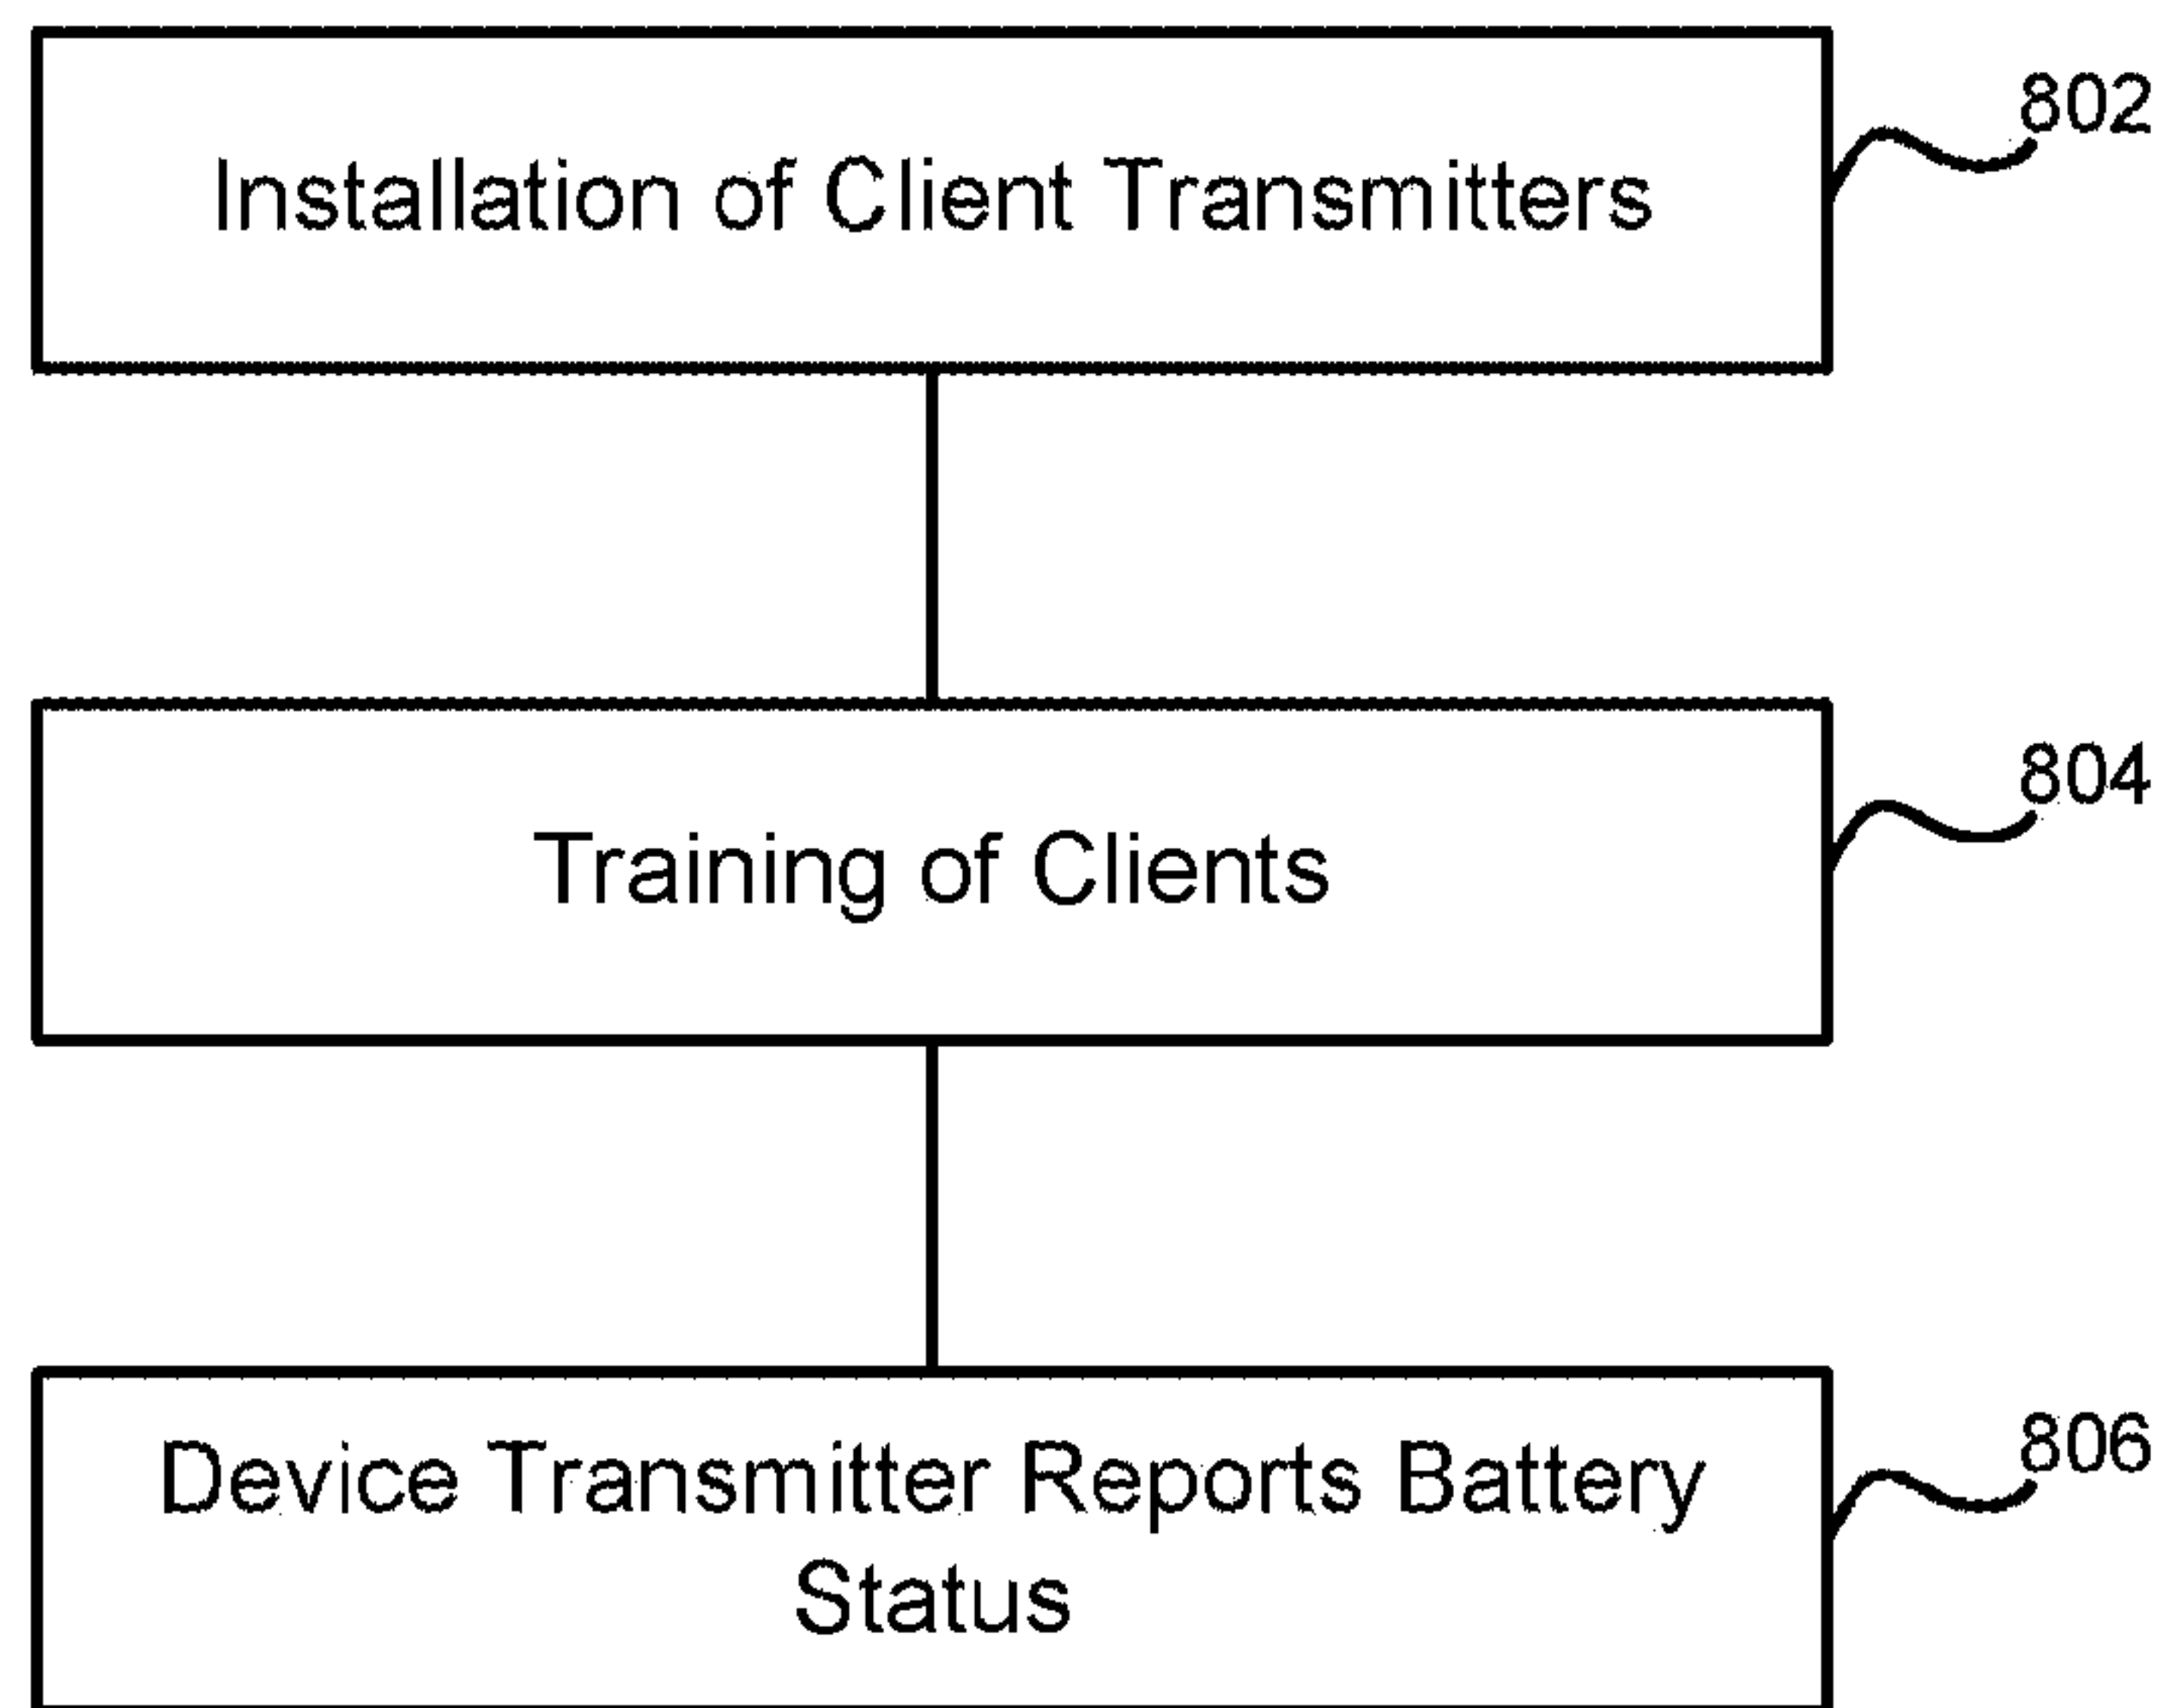 802
Installation of Client Transmitters
804
Training of Clients
806
Device Transmitter Reports Battery
Status